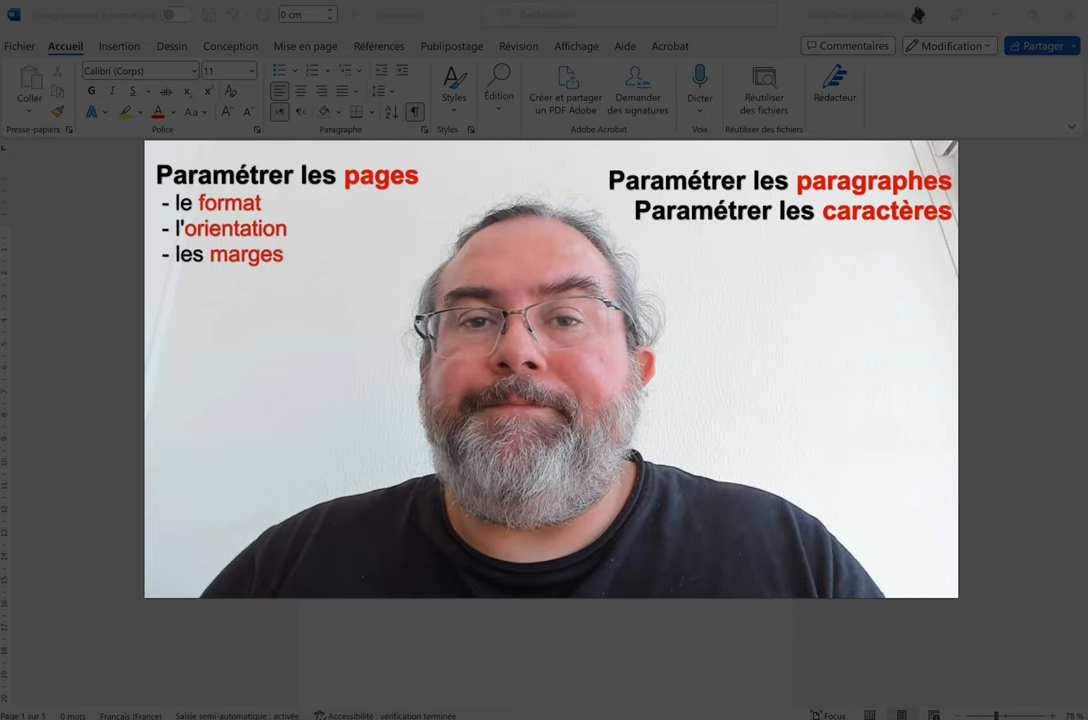 0 cm
Rechercher
Fichier Accueil Insertion Dessin Conception Mise en page Références Publipostage Révision Affichage Aide Acrobat
Commentaires Modification Partager
Calibri (Corps) 11
Coller
Styles
Édition
Créer et partager un PDF Adobe
Demander des signatures
Dicter
Réutiliser des fichiers
Rédacteur
Presse-papiers Police Paragraphe Styles Adobe Acrobat Voix Réutiliser des fichiers
Paramétrer les pages
- le format
- l'orientation
- les marges
Paramétrer les paragraphes
Paramétrer les caractères
Page 1 sur 1 0 mots Français (France) Saisie semi-automatique : activée Accessibilité : vérification terminée Focus 78 %